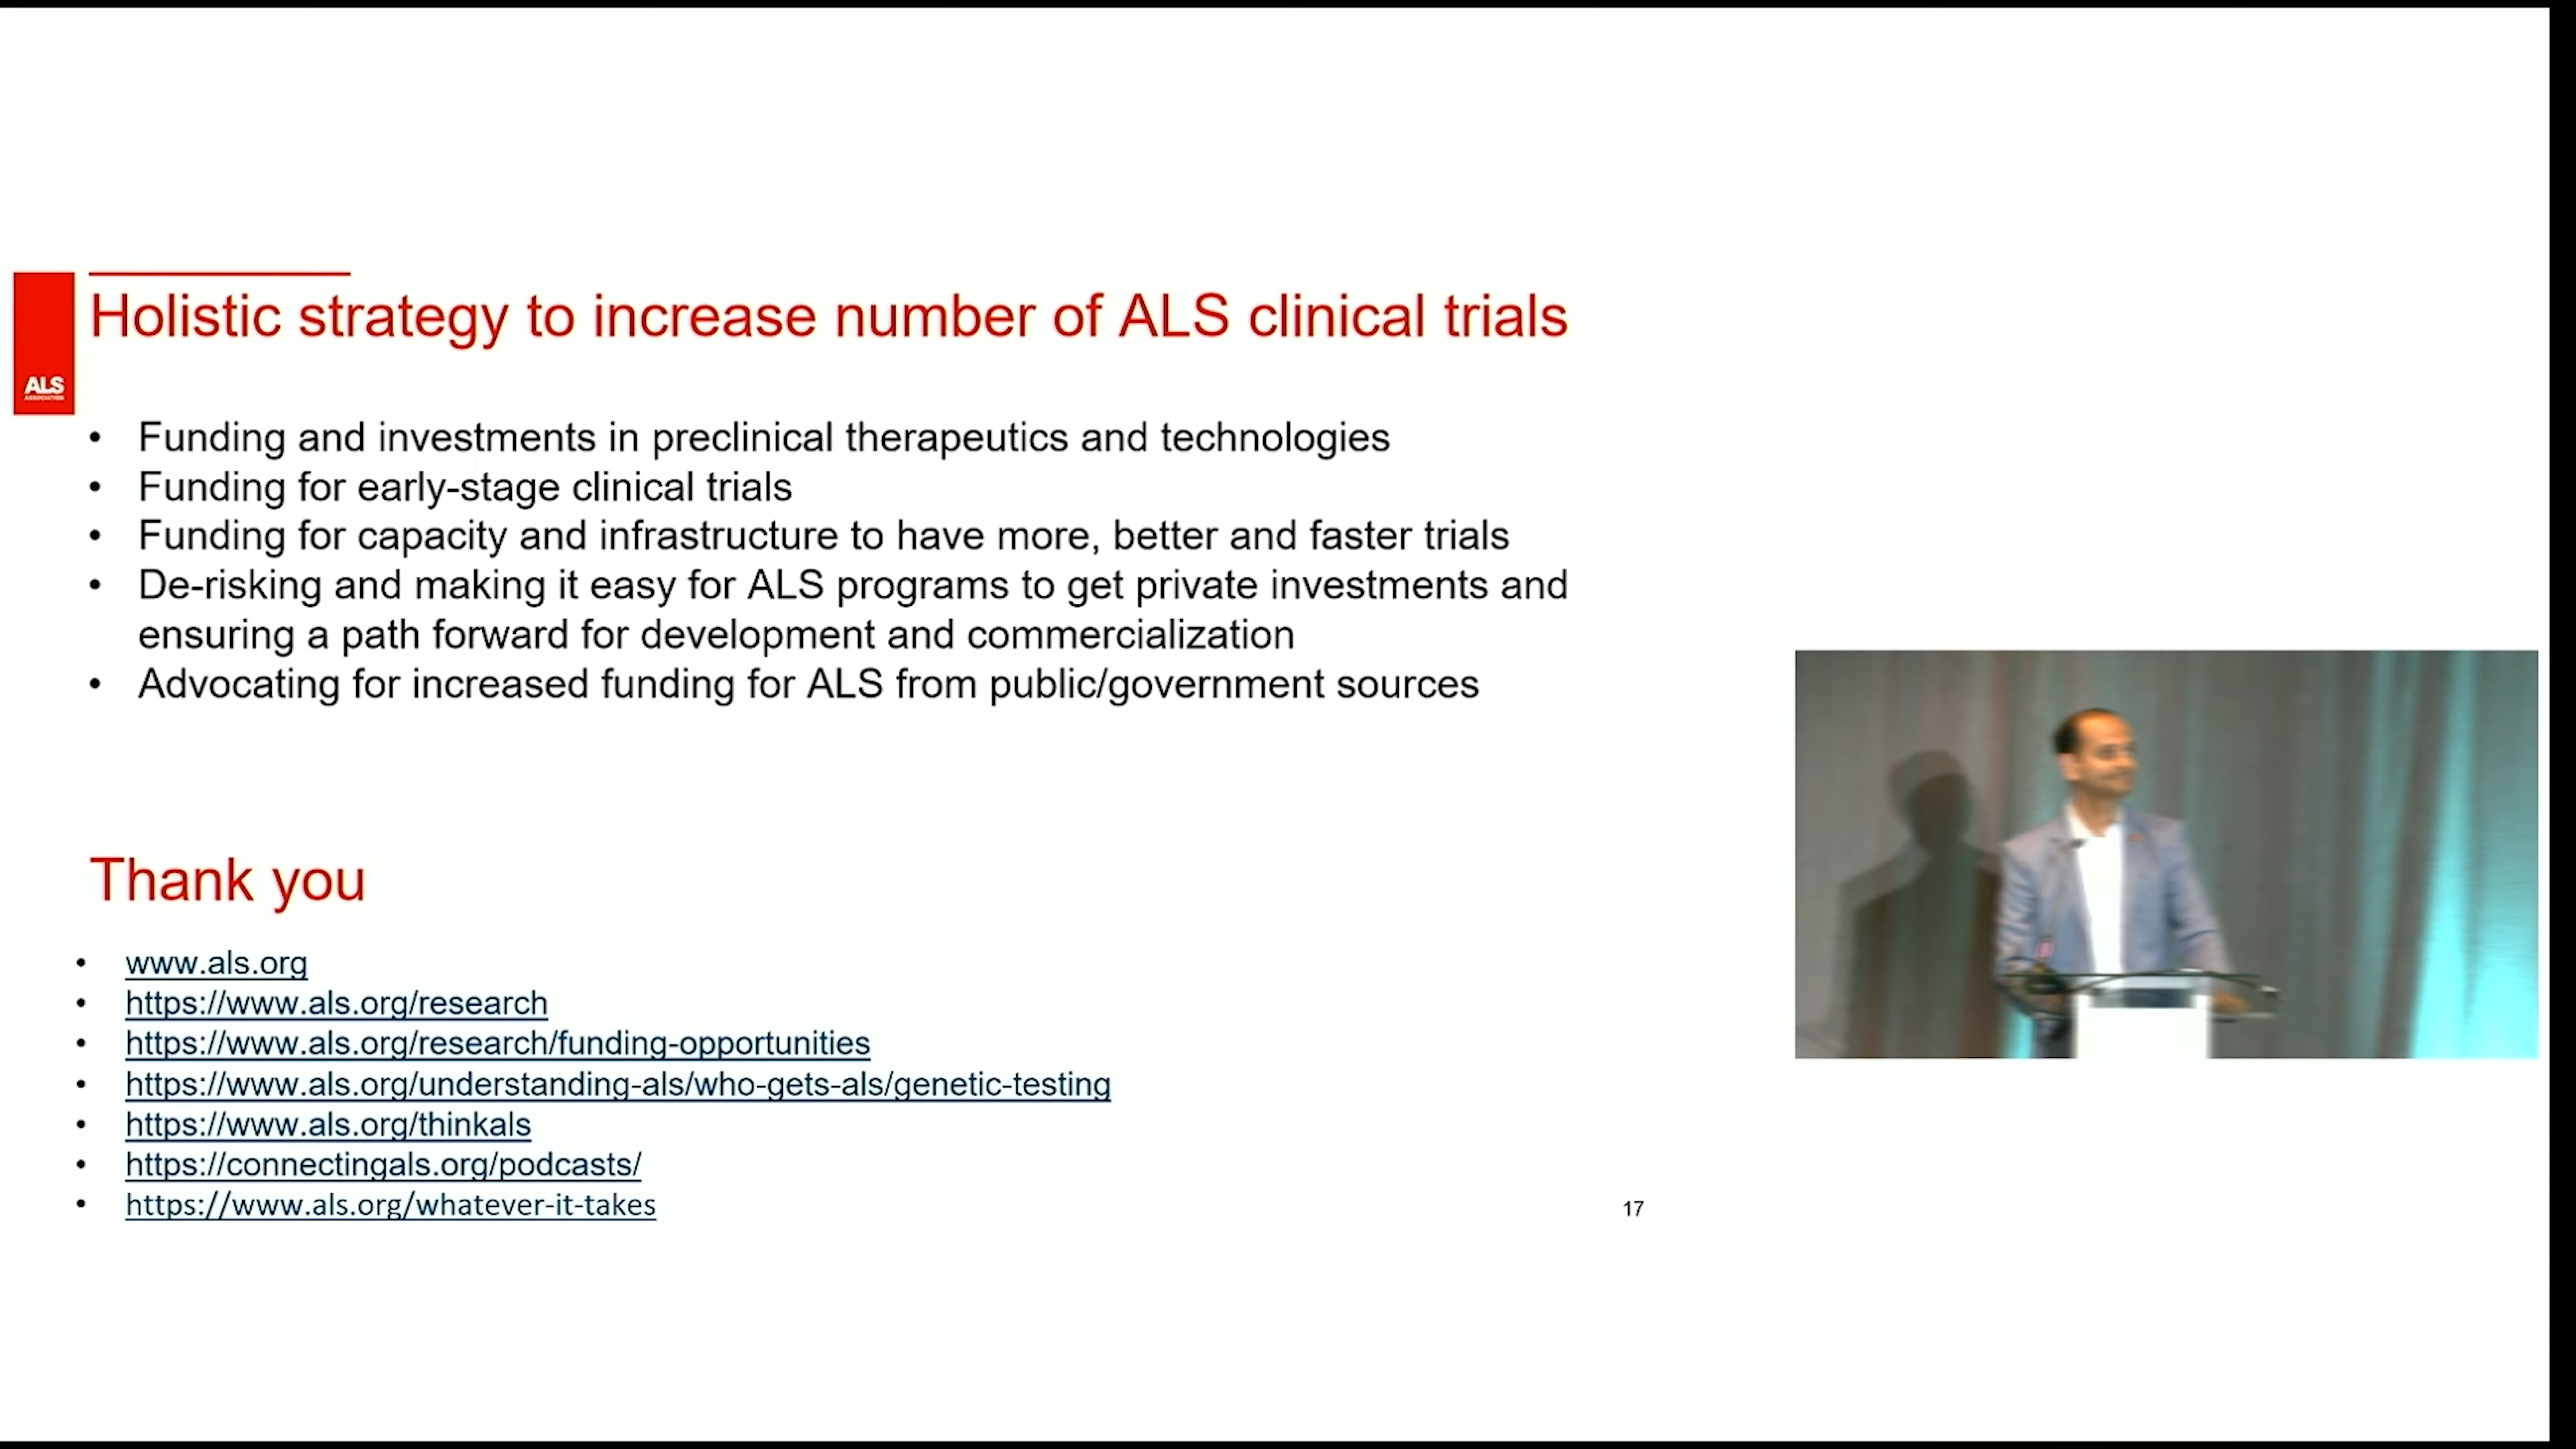 Holistic strategy to increase number of ALS clinical trials
ALS
ASSOCIATION
• Funding and investments in preclinical therapeutics and technologies
• Funding for early-stage clinical trials
• Funding for capacity and infrastructure to have more, better and faster trials
• De-risking and making it easy for ALS programs to get private investments and
ensuring a path forward for development and commercialization
• Advocating for increased funding for ALS from public/government sources
Thank you
• www.als.org
• https://www.als.org/research
• https://www.als.org/research/funding-opportunities
• https://www.als.org/understanding-als/who-gets-als/genetic-testing
• https://www.als.org/thinkals
• https://connectingals.org/podcasts/
• https://www.als.org/whatever-it-takes
17